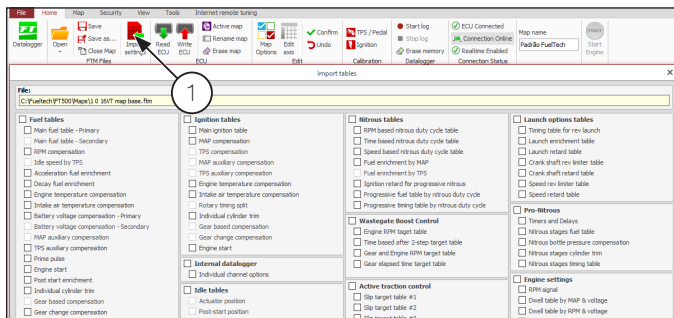 File Home Map Security View Tools Internet remote tuning
FT Datalogger
Open
Save
Save as...
Close Map
FTM Files
Import settings
Read ECU
Write ECU
Active map
Rename map
Erase map
ECU
Map Options
Edit axis
Confirm
Undo
Edit
TPS / Pedal
Ignition
Calibration
Start log
Stop log
Erase memory
Datalogger
ECU Connected
Connection Online
Realtime Enabled
Connection Status
Map name
Padrão FuelTech
START
Start Engine
Import tables
1
File:
C:\Fueltech\FT500\Maps\1 0 16VT map base.ftm
Fuel tables
Main fuel table - Primary
Main fuel table - Secondary
RPM compensation
Idle speed by TPS
Acceleration fuel enrichment
Decay fuel enrichment
Engine temperature compensation
Intake air temperature compensation
Battery voltage compensation - Primary
Battery voltage compensation - Secondary
MAP auxiliary compensation
TPS auxiliary compensation
Prime pulse
Engine start
Post start enrichment
Individual cylinder trim
Gear based compensation
Gear change compensation
Ignition tables
Main ignition table
MAP compensation
TPS compensation
MAP auxiliary compensation
TPS auxiliary compensation
Engine temperature compensation
Intake air temperature compensation
Rotary timing split
Individual cylinder trim
Gear based compensation
Gear change compensation
Engine start
Internal datalogger
Individual channel options
Idle tables
Actuator position
Post-start position
Nitrous tables
RPM based nitrous duty cycle table
Time based nitrous duty cycle table
Speed based nitrous duty cycle table
Fuel enrichment by MAP
Fuel enrichment by TPS
Ignition retard for progressive nitrous
Progressive fuel table by nitrous duty cycle
Progressive timing table by nitrous duty cycle
Wastegate Boost Control
Engine RPM taget table
Time based after 2-step target table
Gear and Engine RPM target table
Gear elapsed time target table
Active traction control
Slip target table #1
Slip target table #2
Slip target table #3
Launch options tables
Timing table for rev launch
Launch enrichment table
Launch retard table
Crank shaft rev limiter table
Crank shaft retard table
Speed rev limiter table
Speed retard table
Pro-Nitrous
Timers and Delays
Nitrous stages fuel table
Nitrous bottle pressure compensation
Nitrous stages cylinder trim
Nitrous stages timing table
Engine settings
RPM signal
Dwell table by MAP & voltage
Dwell table by RPM & voltage